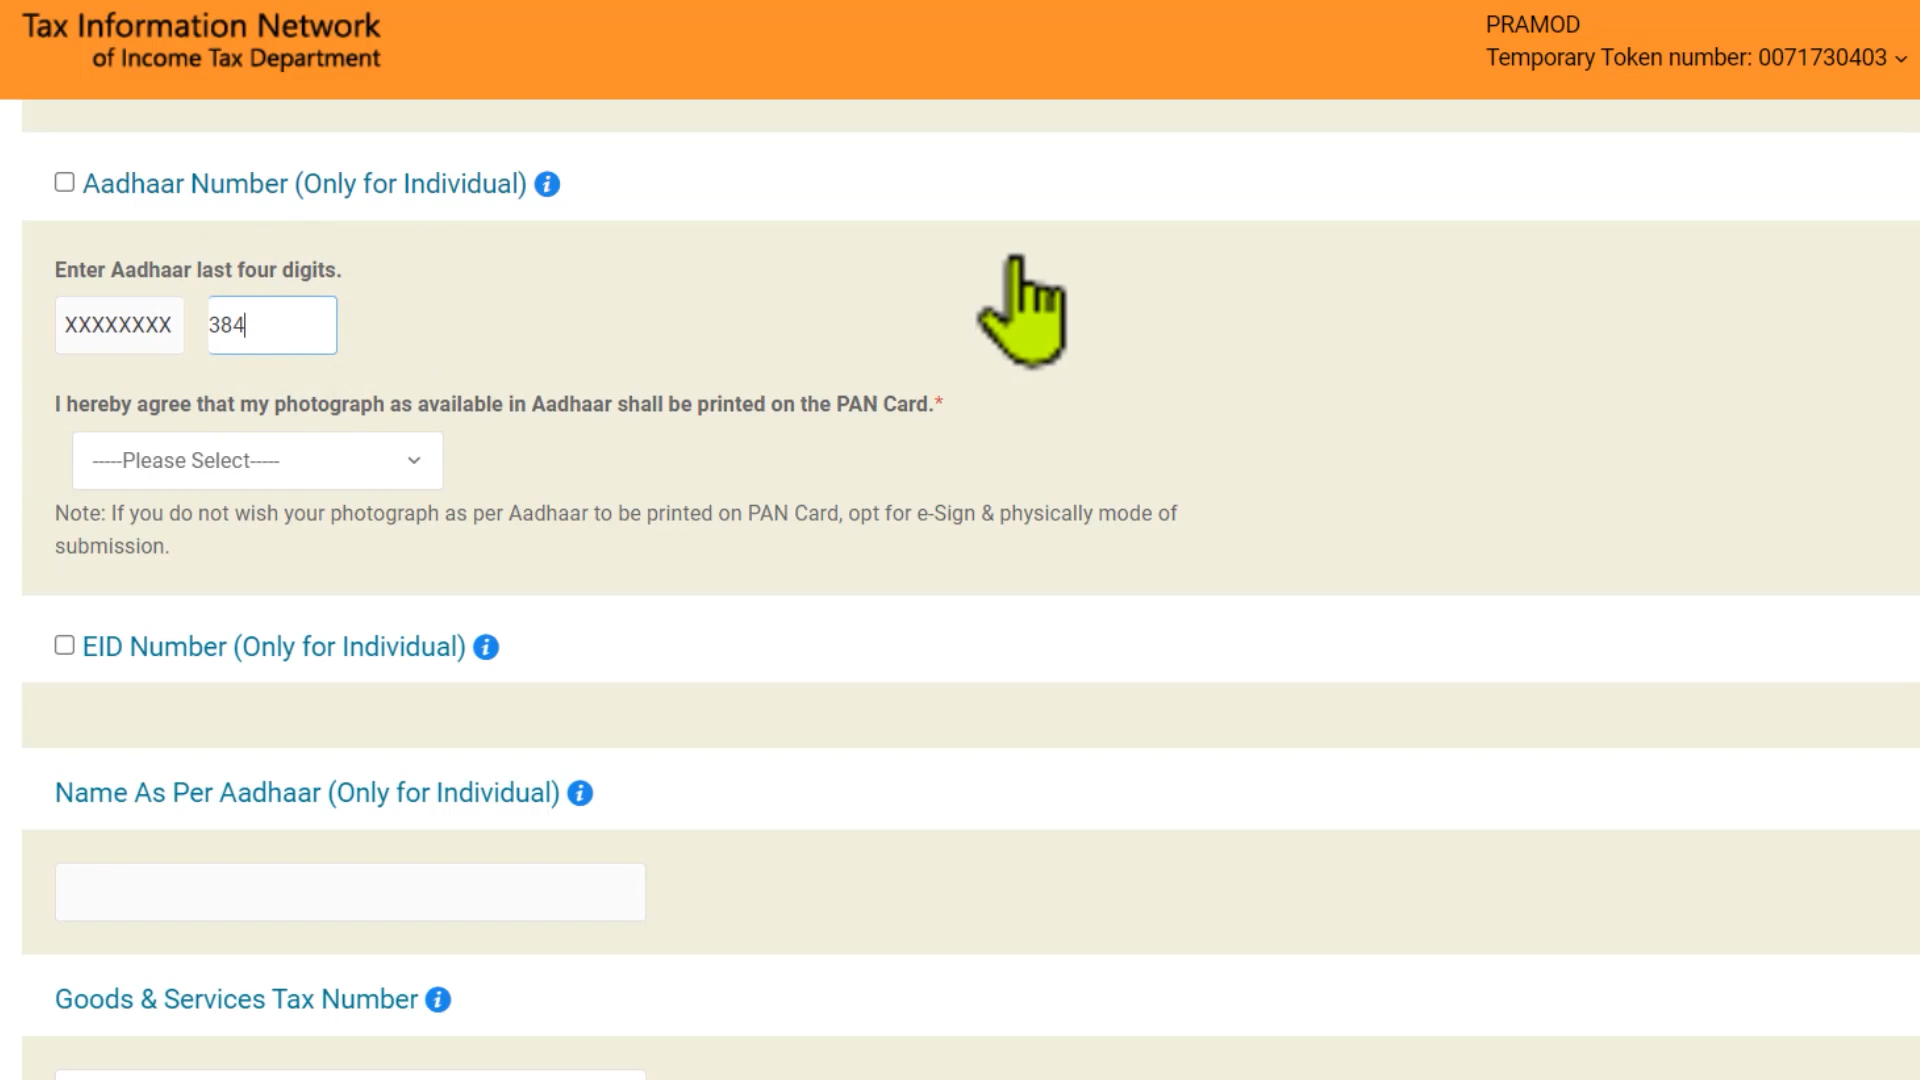 Tax Information Network
of Income Tax Department
PRAMOD
Temporary Token number: 0071730403
Aadhaar Number (Only for Individual)
Enter Aadhaar last four digits.
XXXXXXXX 384
I hereby agree that my photograph as available in Aadhaar shall be printed on the PAN Card.*
-----Please Select-----
Note: If you do not wish your photograph as per Aadhaar to be printed on PAN Card, opt for e-Sign & physically mode of
submission.
EID Number (Only for Individual)
Name As Per Aadhaar (Only for Individual)
Goods & Services Tax Number